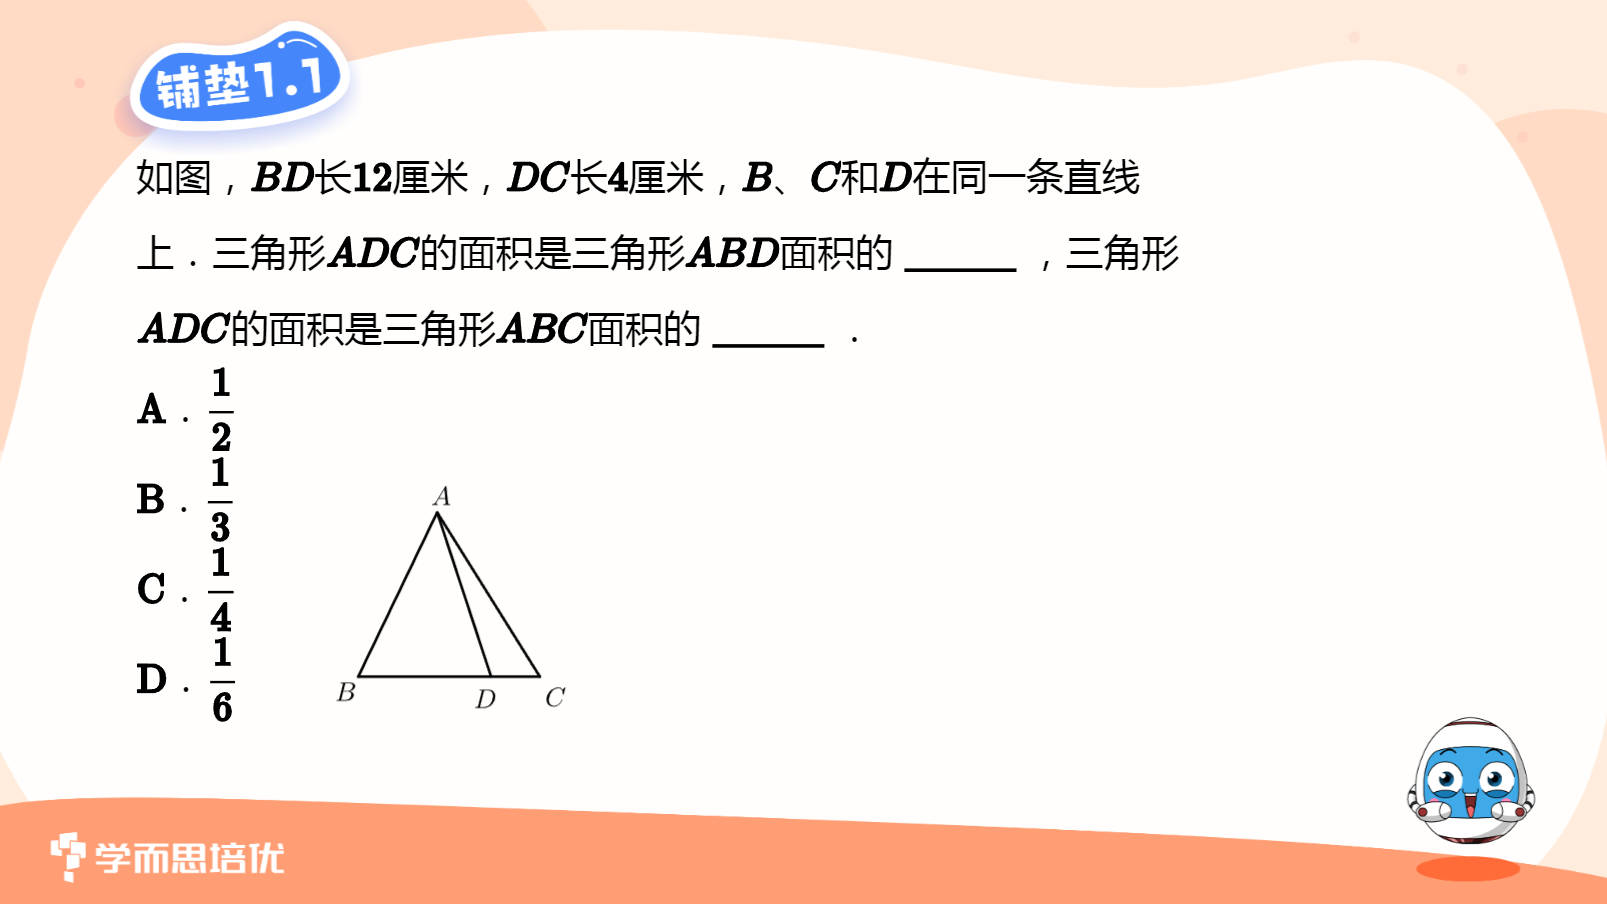 铺垫1.1
如图，BD长12厘米，DC长4厘米，B、C和D在同一条直线
上．三角形ADC的面积是三角形ABD面积的 ______ ，三角形
ADC的面积是三角形ABC面积的 ______ ．
A．1/2
B．1/3
C．1/4
D．1/6
A
B
D
C
学而思培优